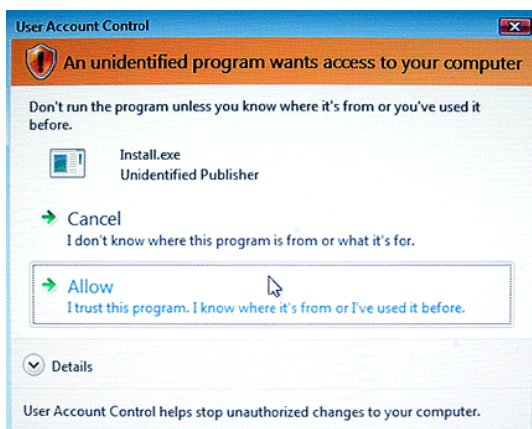 User Account Control
An unidentified program wants access to your computer
Don't run the program unless you know where it's from or you've used it
before.
Install.exe
Unidentified Publisher
Cancel
I don't know where this program is from or what it's for.
Allow
I trust this program. I know where it's from or I've used it before.
Details
User Account Control helps stop unauthorized changes to your computer.